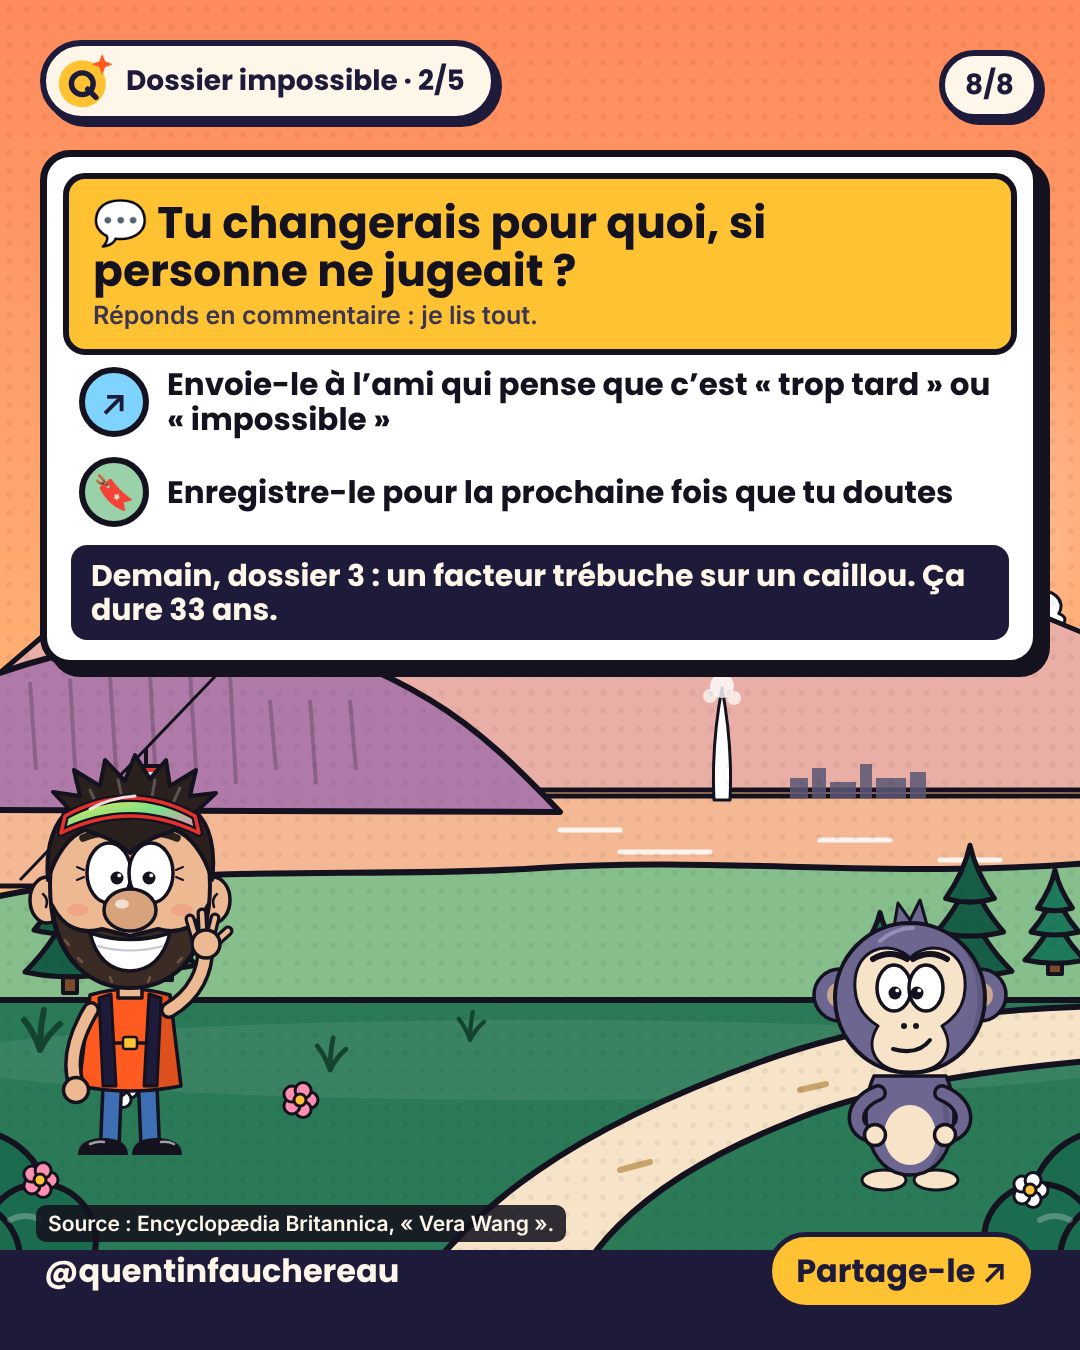 Q Dossier impossible · 2/5
8/8
💬 Tu changerais pour quoi, si
personne ne jugeait ?
Réponds en commentaire : je lis tout.
Envoie-le à l’ami qui pense que c’est « trop tard » ou
« impossible »
Enregistre-le pour la prochaine fois que tu doutes
Demain, dossier 3 : un facteur trébuche sur un caillou. Ça
dure 33 ans.
Source : Encyclopædia Britannica, « Vera Wang ».
@quentinfauchereau
Partage-le ↗